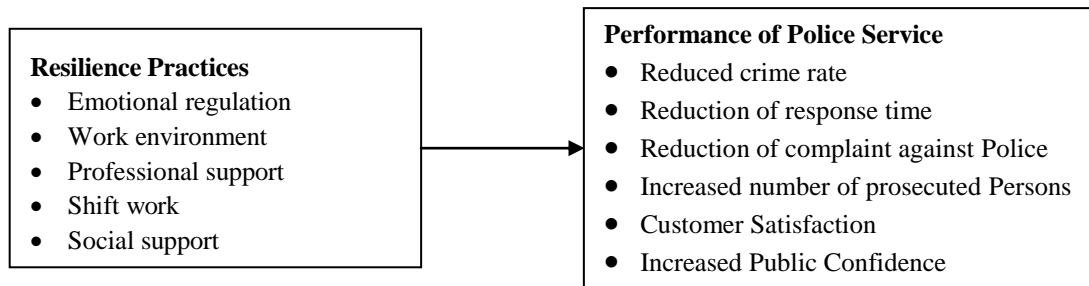 Resilience Practices
• Emotional regulation
• Work environment
• Professional support
• Shift work
• Social support
Performance of Police Service
• Reduced crime rate
• Reduction of response time
• Reduction of complaint against Police
• Increased number of prosecuted Persons
• Customer Satisfaction
• Increased Public Confidence